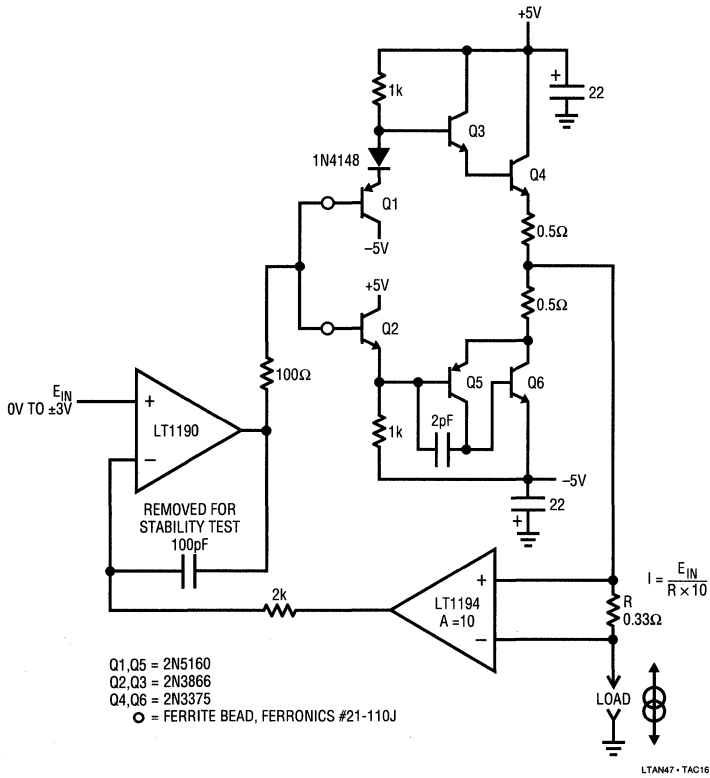 +5V
1k
+
22
Q3
1N4148
Q4
Q1
0.5Ω
–5V
+5V
0.5Ω
Q2
100Ω
Q5
Q6
E_IN
0V TO ±3V
+
LT1190
–
2pF
1k
–5V
REMOVED FOR
STABILITY TEST
100pF
22
+
2k
LT1194
A =10
+
–
I = E_IN / R × 10
R
0.33Ω
LOAD
Q1,Q5 = 2N5160
Q2,Q3 = 2N3866
Q4,Q6 = 2N3375
= FERRITE BEAD, FERRONICS #21-110J
LTAN47 • TAC16